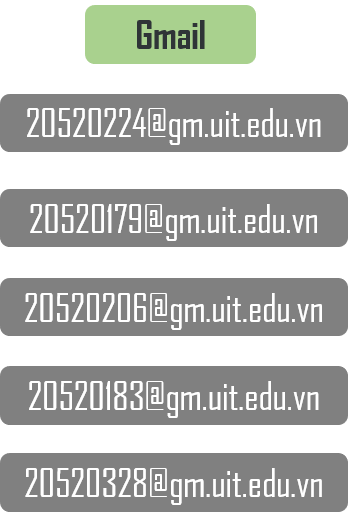 Gmail
20520224@gm.uit.edu.vn
20520179@gm.uit.edu.vn
20520206@gm.uit.edu.vn
20520183@gm.uit.edu.vn
20520328@gm.uit.edu.vn